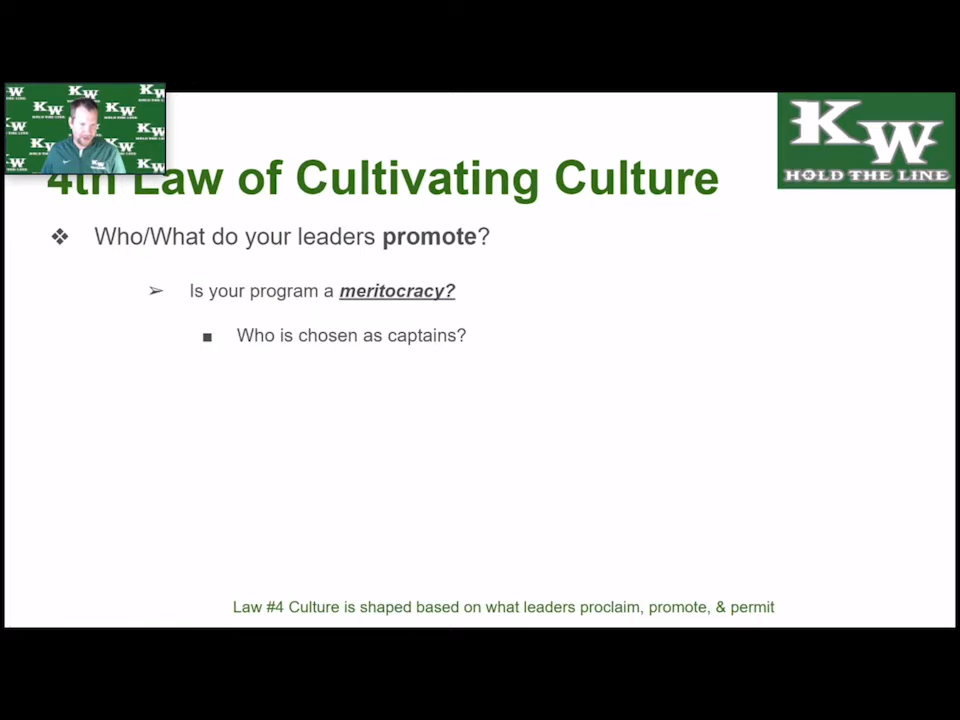 KW
HOLD THE LINE
4th Law of Cultivating Culture
Who/What do your leaders promote?
Is your program a meritocracy?
Who is chosen as captains?
Law #4 Culture is shaped based on what leaders proclaim, promote, & permit